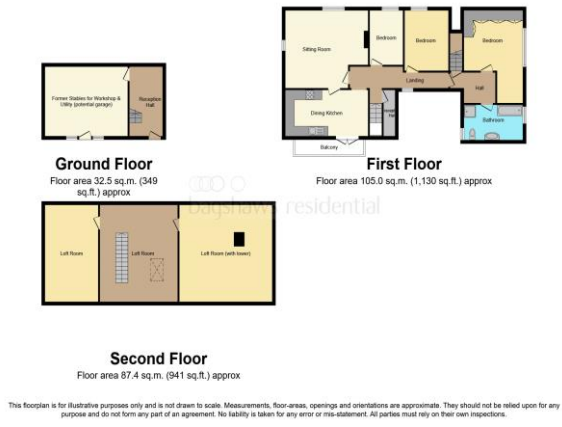 Sitting Room
Bedroom
Bedroom
Bedroom
Landing
Hall
Bathroom
Dining Kitchen
Balcony
Former Stables for Workshop &
Utility (potential garage)
Reception
Hall
Ground Floor
Floor area 32.5 sq.m. (349
sq.ft.) approx
First Floor
Floor area 105.0 sq.m. (1,130 sq.ft.) approx
bagshaws residential
Loft Room
Loft Room
Loft Room (with tower)
Second Floor
Floor area 87.4 sq.m. (941 sq.ft.) approx
This floorplan is for illustrative purposes only and is not drawn to scale. Measurements, floor-areas, openings and orientations are approximate. They should not be relied upon for any
purpose and do not form any part of an agreement. No liability is taken for any error or mis-statement. All parties must rely on their own inspections.